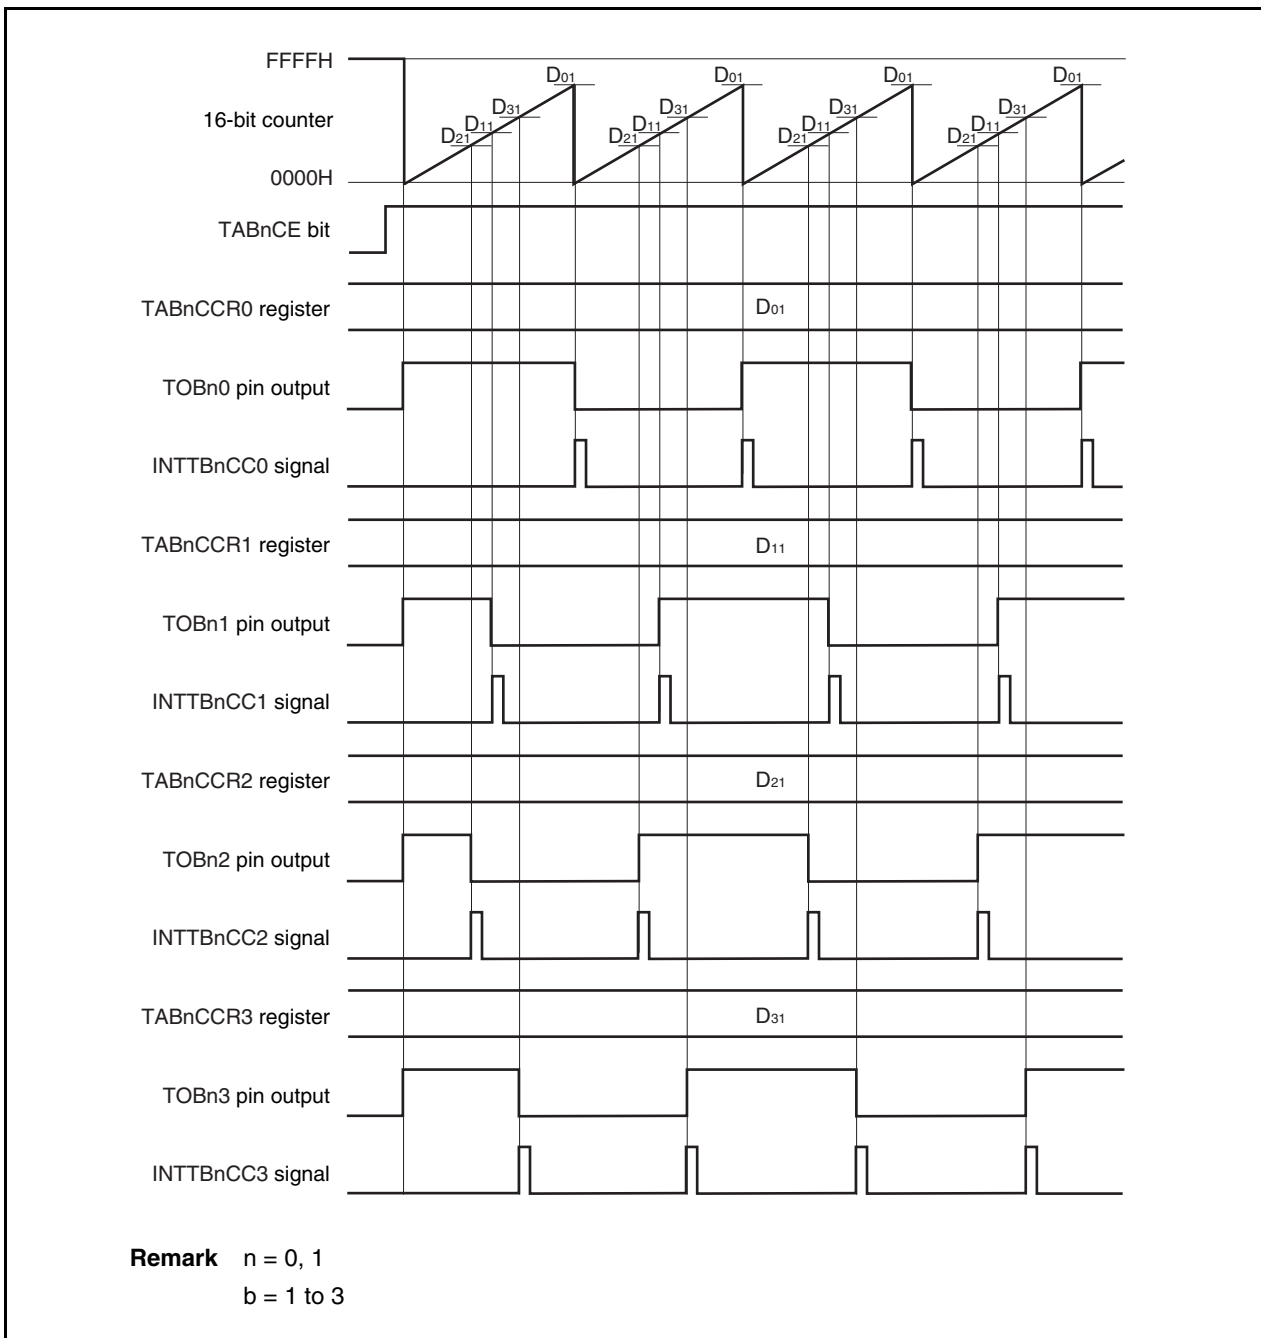 FFFFH
D01 D01 D01 D01
D31 D31 D31 D31
16-bit counter
D11 D11 D11 D11
D21 D21 D21 D21
0000H
TABnCE bit
TABnCCR0 register
D01
TOBn0 pin output
INTTBnCC0 signal
TABnCCR1 register
D11
TOBn1 pin output
INTTBnCC1 signal
TABnCCR2 register
D21
TOBn2 pin output
INTTBnCC2 signal
TABnCCR3 register
D31
TOBn3 pin output
INTTBnCC3 signal
Remark n = 0, 1
b = 1 to 3